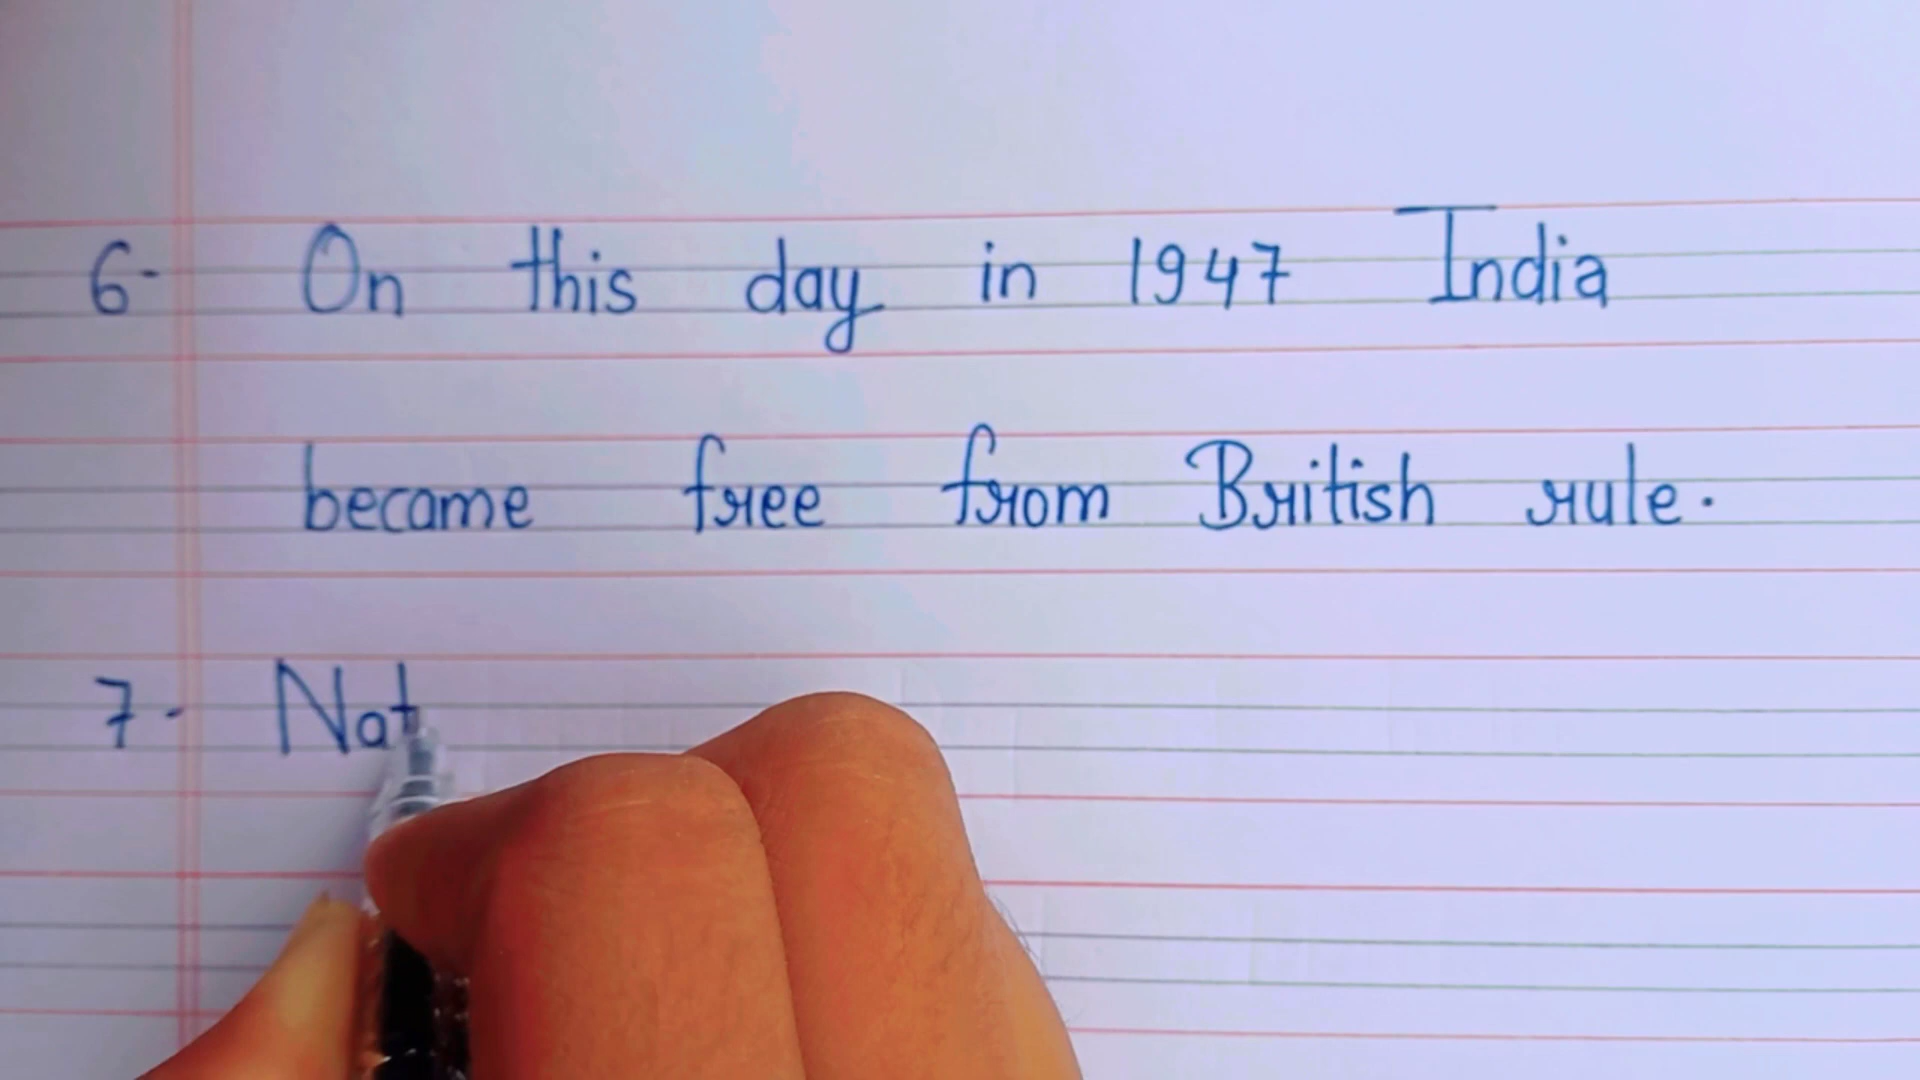 6- On this day in 1947 India
became free from British rule.
7- Nat